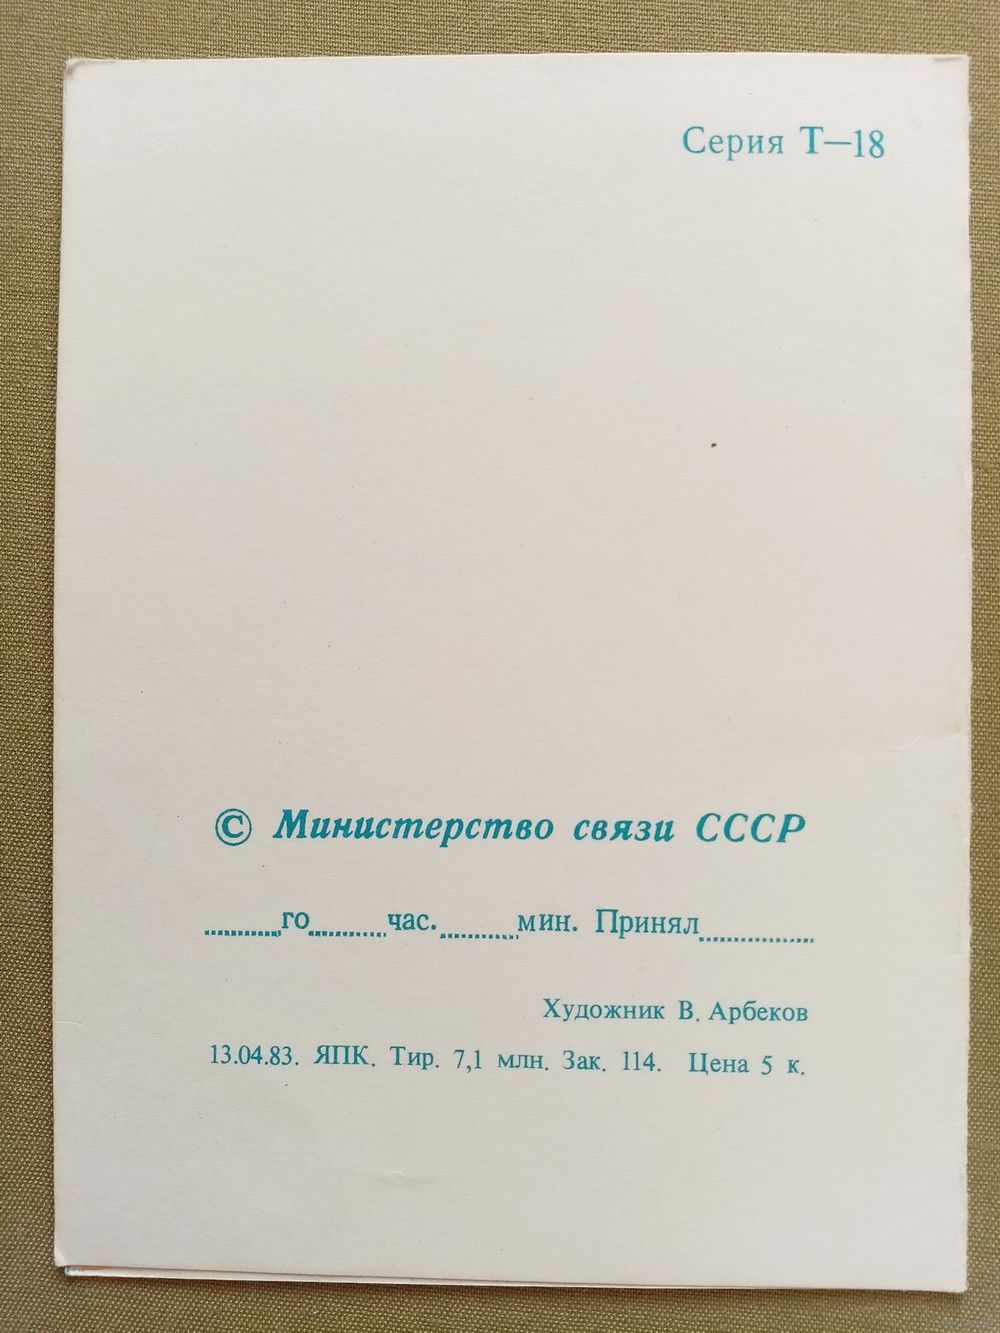 Серия Т—18
© Министерство связи СССР
........го........час.........мин. Принял............
Художник В. Арбеков
13.04.83. ЯПК. Тир. 7,1 млн. Зак. 114. Цена 5 к.